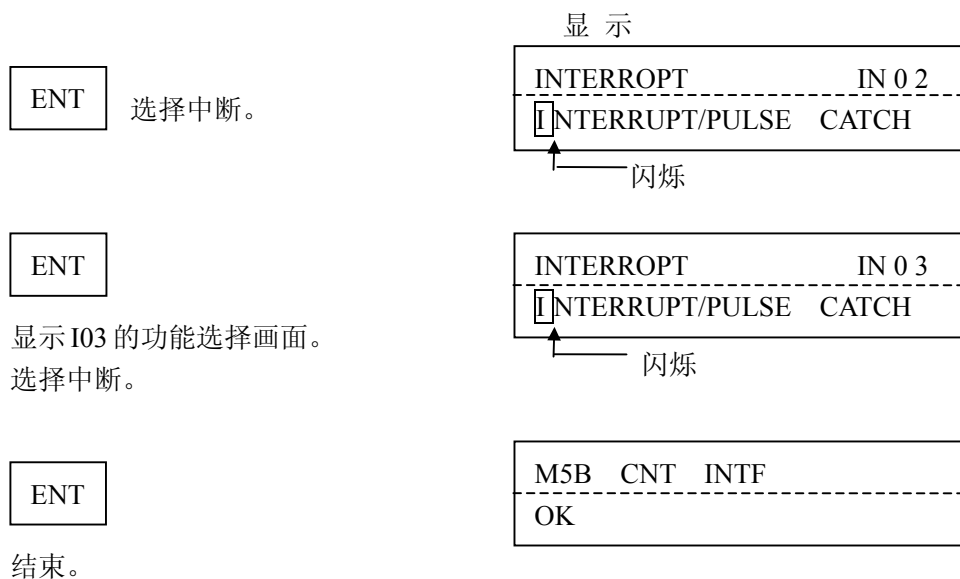 显 示
ENT
选择中断。
INTERROPT IN 0 2
INTERRUPT/PULSE CATCH
闪烁
ENT
显示 I03 的功能选择画面。
选择中断。
INTERROPT IN 0 3
INTERRUPT/PULSE CATCH
闪烁
ENT
结束。
M5B CNT INTF
OK